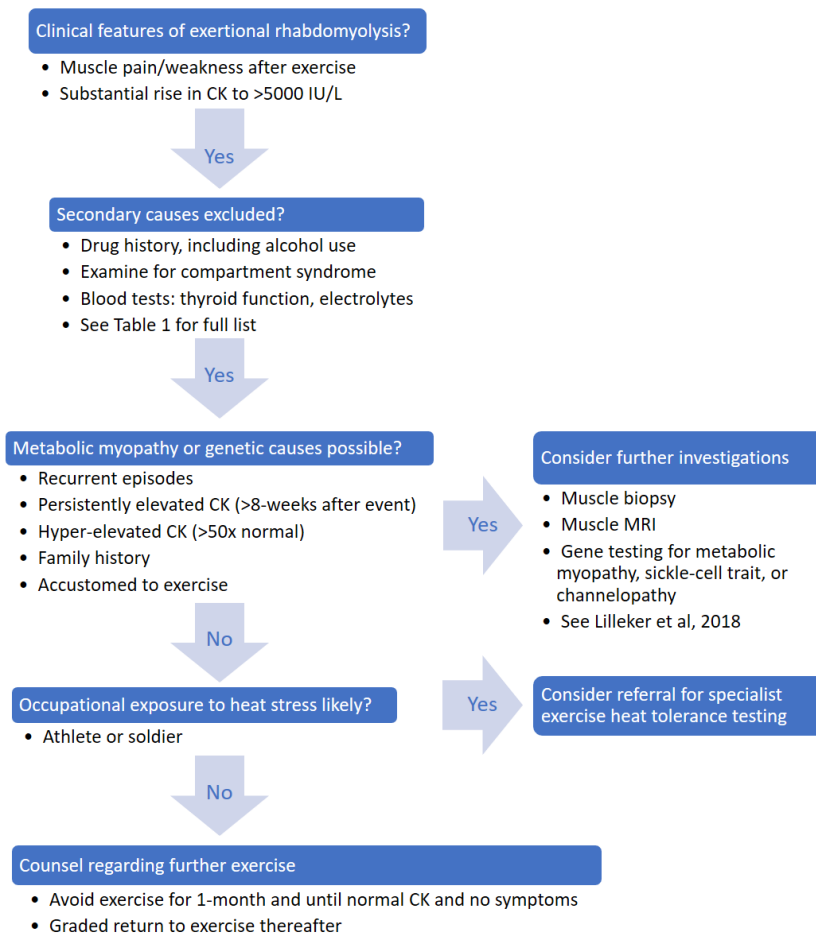 Clinical features of exertional rhabdomyolysis?
• Muscle pain/weakness after exercise
• Substantial rise in CK to >5000 IU/L
Yes
Secondary causes excluded?
• Drug history, including alcohol use
• Examine for compartment syndrome
• Blood tests: thyroid function, electrolytes
• See Table 1 for full list
Yes
Metabolic myopathy or genetic causes possible?
• Recurrent episodes
• Persistently elevated CK (>8-weeks after event)
• Hyper-elevated CK (>50x normal)
• Family history
• Accustomed to exercise
Yes
Consider further investigations
• Muscle biopsy
• Muscle MRI
• Gene testing for metabolic
myopathy, sickle-cell trait, or
channelopathy
• See Lilleker et al, 2018
No
Occupational exposure to heat stress likely?
• Athlete or soldier
Yes
Consider referral for specialist
exercise heat tolerance testing
No
Counsel regarding further exercise
• Avoid exercise for 1-month and until normal CK and no symptoms
• Graded return to exercise thereafter